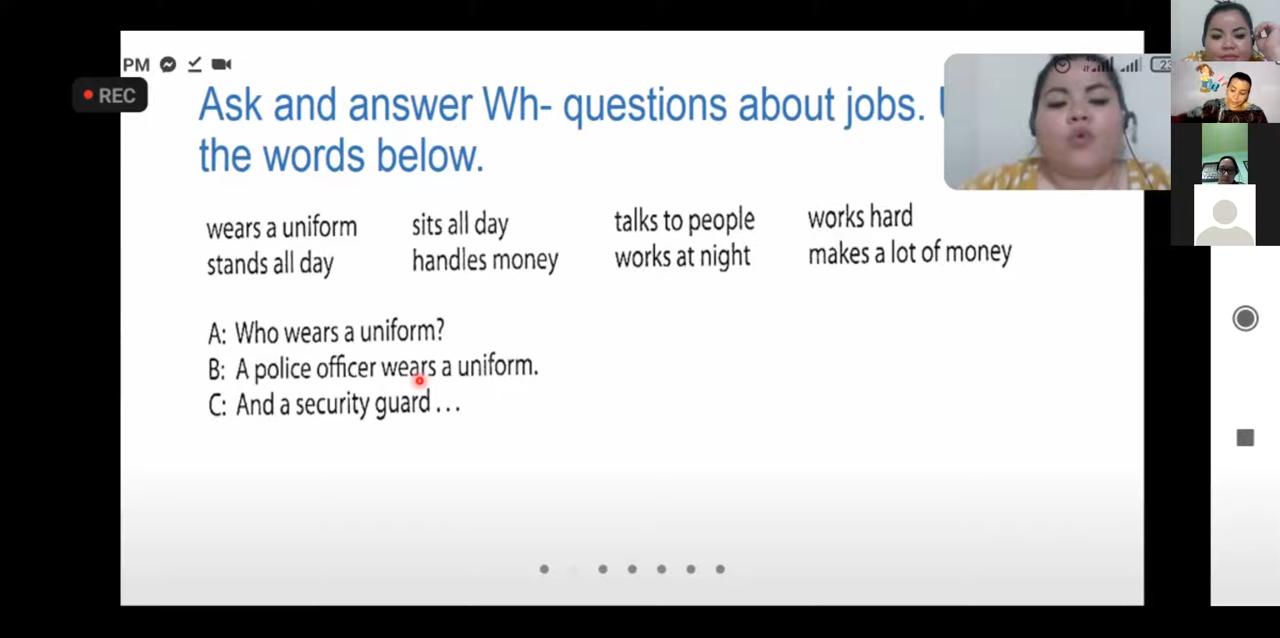 PM
REC
Ask and answer Wh- questions about jobs.
the words below.
wears a uniform sits all day talks to people works hard
stands all day handles money works at night makes a lot of money
A: Who wears a uniform?
B: A police officer wears a uniform.
C: And a security guard...